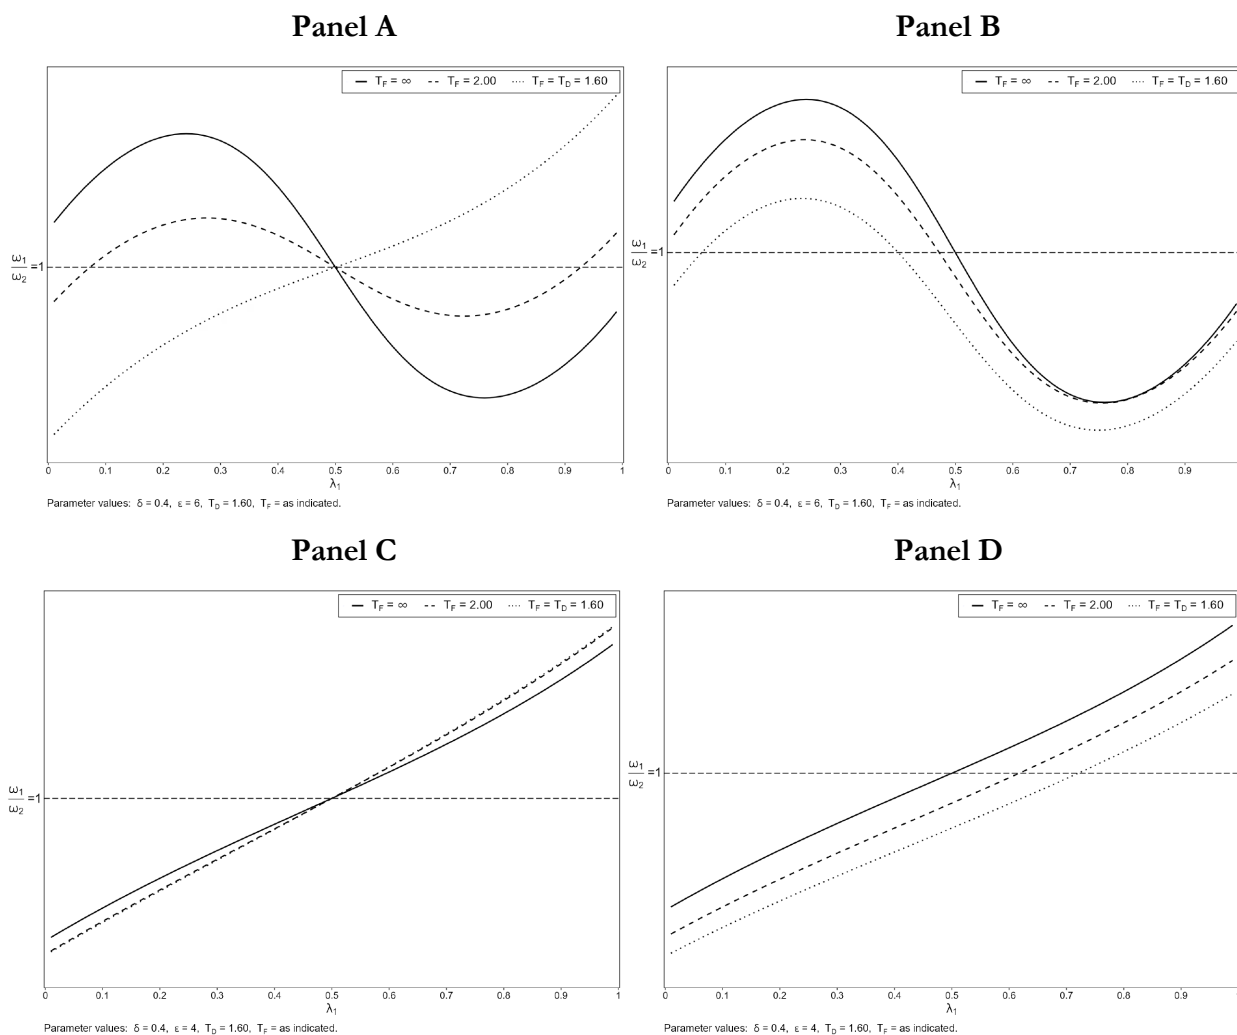 Panel A
T_F = ∞ T_F = 2.00 T_F = T_D = 1.60
ω₁/ω₂ =1
0 0.1 0.2 0.3 0.4 0.5 0.6 0.7 0.8 0.9 1
λ₁
Parameter values: δ = 0.4, ε = 6, T_D = 1.60, T_F = as indicated.
Panel B
T_F = ∞ T_F = 2.00 T_F = T_D = 1.60
ω₁/ω₂ =1
0 0.1 0.2 0.3 0.4 0.5 0.6 0.7 0.8 0.9
λ₁
Parameter values: δ = 0.4, ε = 6, T_D = 1.60, T_F = as indicated.
Panel C
T_F = ∞ T_F = 2.00 T_F = T_D = 1.60
ω₁/ω₂ =1
0 0.1 0.2 0.3 0.4 0.5 0.6 0.7 0.8 0.9 1
λ₁
Parameter values: δ = 0.4, ε = 4, T_D = 1.60, T_F = as indicated.
Panel D
T_F = ∞ T_F = 2.00 T_F = T_D = 1.60
ω₁/ω₂ =1
0 0.1 0.2 0.3 0.4 0.5 0.6 0.7 0.8 0.9
λ₁
Parameter values: δ = 0.4, ε = 4, T_D = 1.60, T_F = as indicated.